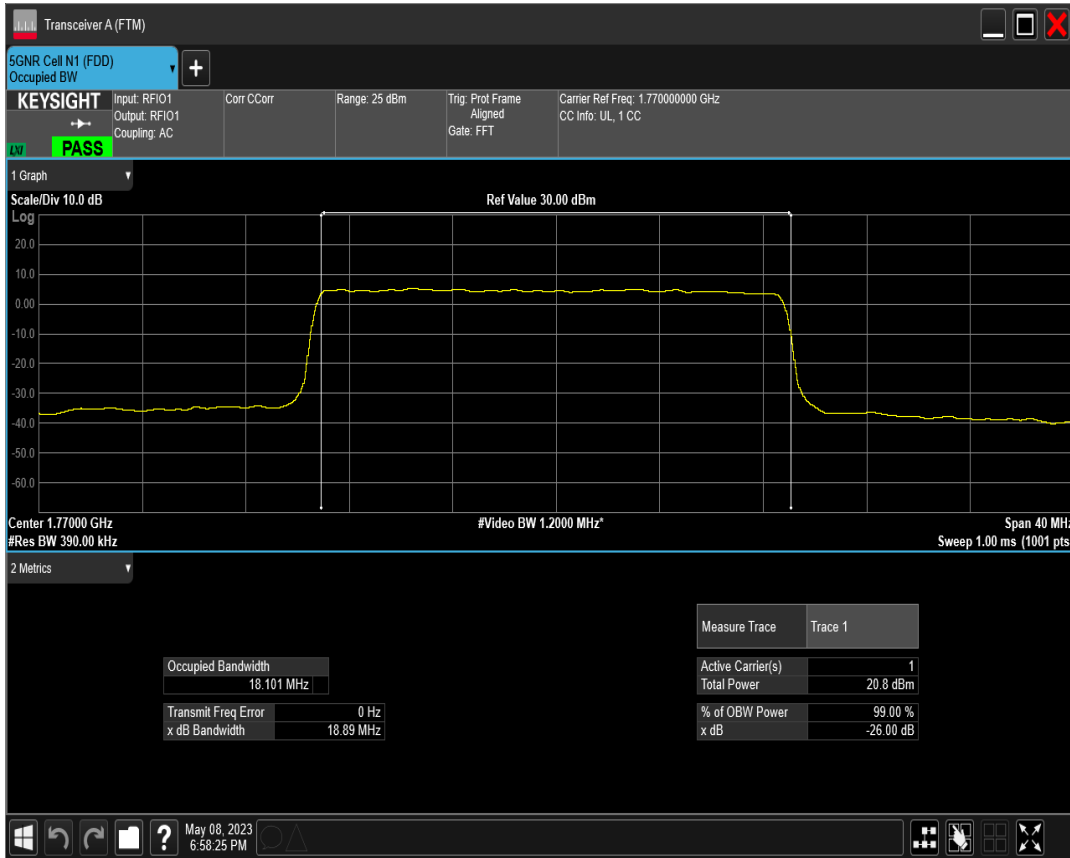 Transceiver A (FTM)
5GNR Cell N1 (FDD)
Occupied BW
+
KEYSIGHT
LXI
PASS
Input: RFIO1
Output: RFIO1
Coupling: AC
Corr CCorr
Range: 25 dBm
Trig: Prot Frame
Aligned
Gate: FFT
Carrier Ref Freq: 1.770000000 GHz
CC Info: UL, 1 CC
1 Graph
Scale/Div 10.0 dB
Ref Value 30.00 dBm
Log
20.0
10.0
0.00
-10.0
-20.0
-30.0
-40.0
-50.0
-60.0
Center 1.77000 GHz
#Video BW 1.2000 MHz*
Span 40 MHz
#Res BW 390.00 kHz
Sweep 1.00 ms (1001 pts
2 Metrics
Measure Trace Trace 1
Occupied Bandwidth
18.101 MHz
Active Carrier(s) 1
Total Power 20.8 dBm
Transmit Freq Error 0 Hz
x dB Bandwidth 18.89 MHz
% of OBW Power 99.00 %
x dB -26.00 dB
?
May 08, 2023
6:58:25 PM